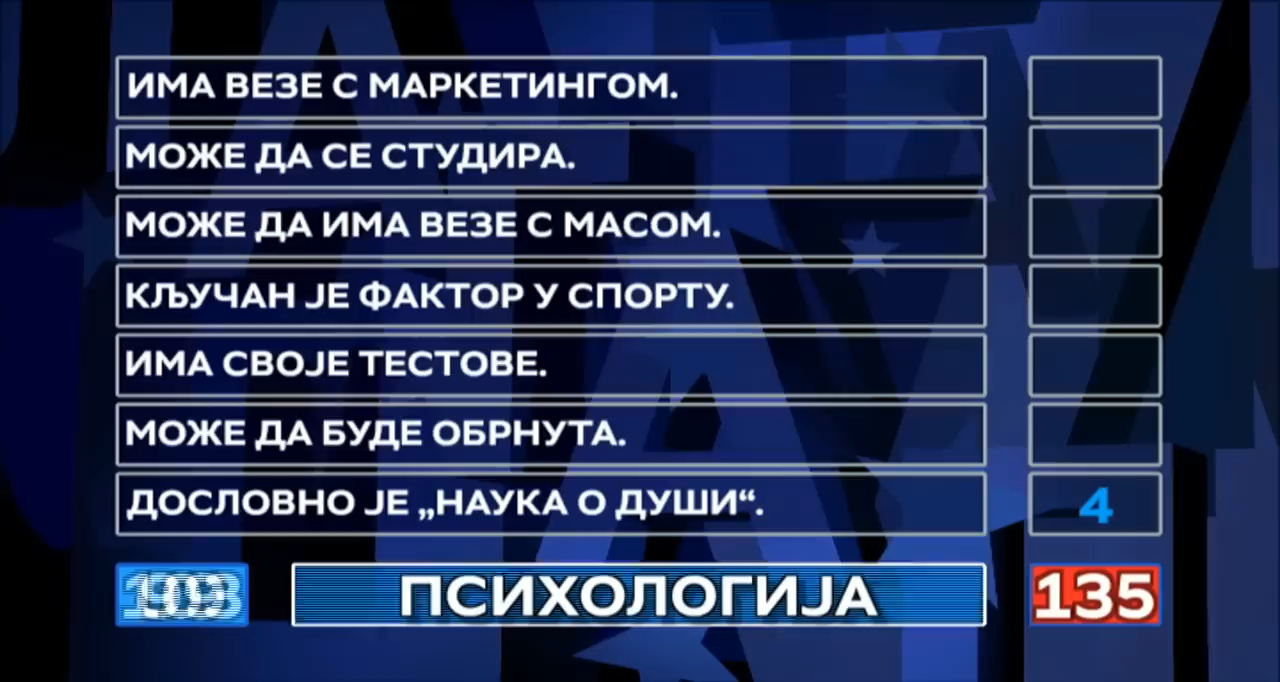 ИМА ВЕЗЕ С МАРКЕТИНГОМ.
МОЖЕ ДА СЕ СТУДИРА.
МОЖЕ ДА ИМА ВЕЗЕ С МАСОМ.
КЉУЧАН ЈЕ ФАКТОР У СПОРТУ.
ИМА СВОЈЕ ТЕСТОВЕ.
МОЖЕ ДА БУДЕ ОБРНУТА.
ДОСЛОВНО ЈЕ „НАУКА О ДУШИ“. 4
ПСИХОЛОГИЈА 135